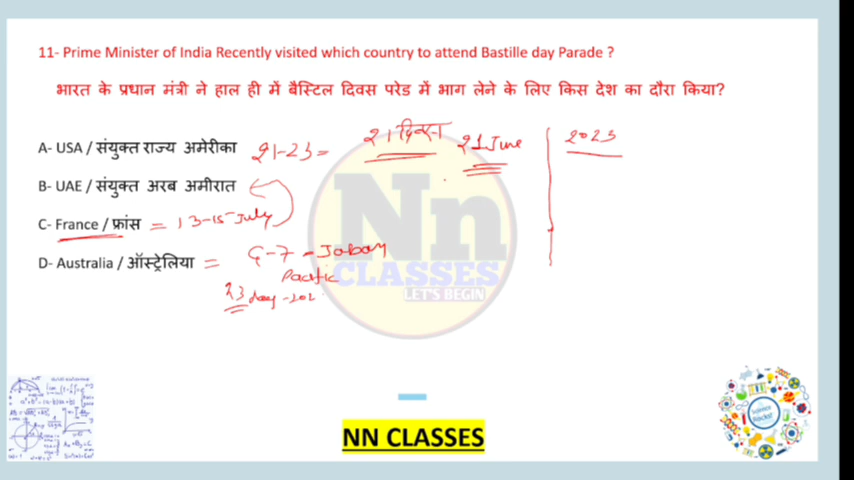 11- Prime Minister of India Recently visited which country to attend Bastille day Parade ?
भारत के प्रधान मंत्री ने हाल ही में बैस्टिल दिवस परेड में भाग लेने के लिए किस देश का दौरा किया?
A- USA / संयुक्त राज्य अमेरीका
21-23 =
21 June
2023
B- UAE / संयुक्त अरब अमीरात
C- France / फ्रांस = 13-15 July
D- Australia / ऑस्ट्रेलिया = G-7 =
Pacific
23
Nn
CLASSES
LET'S BEGIN
NN CLASSES